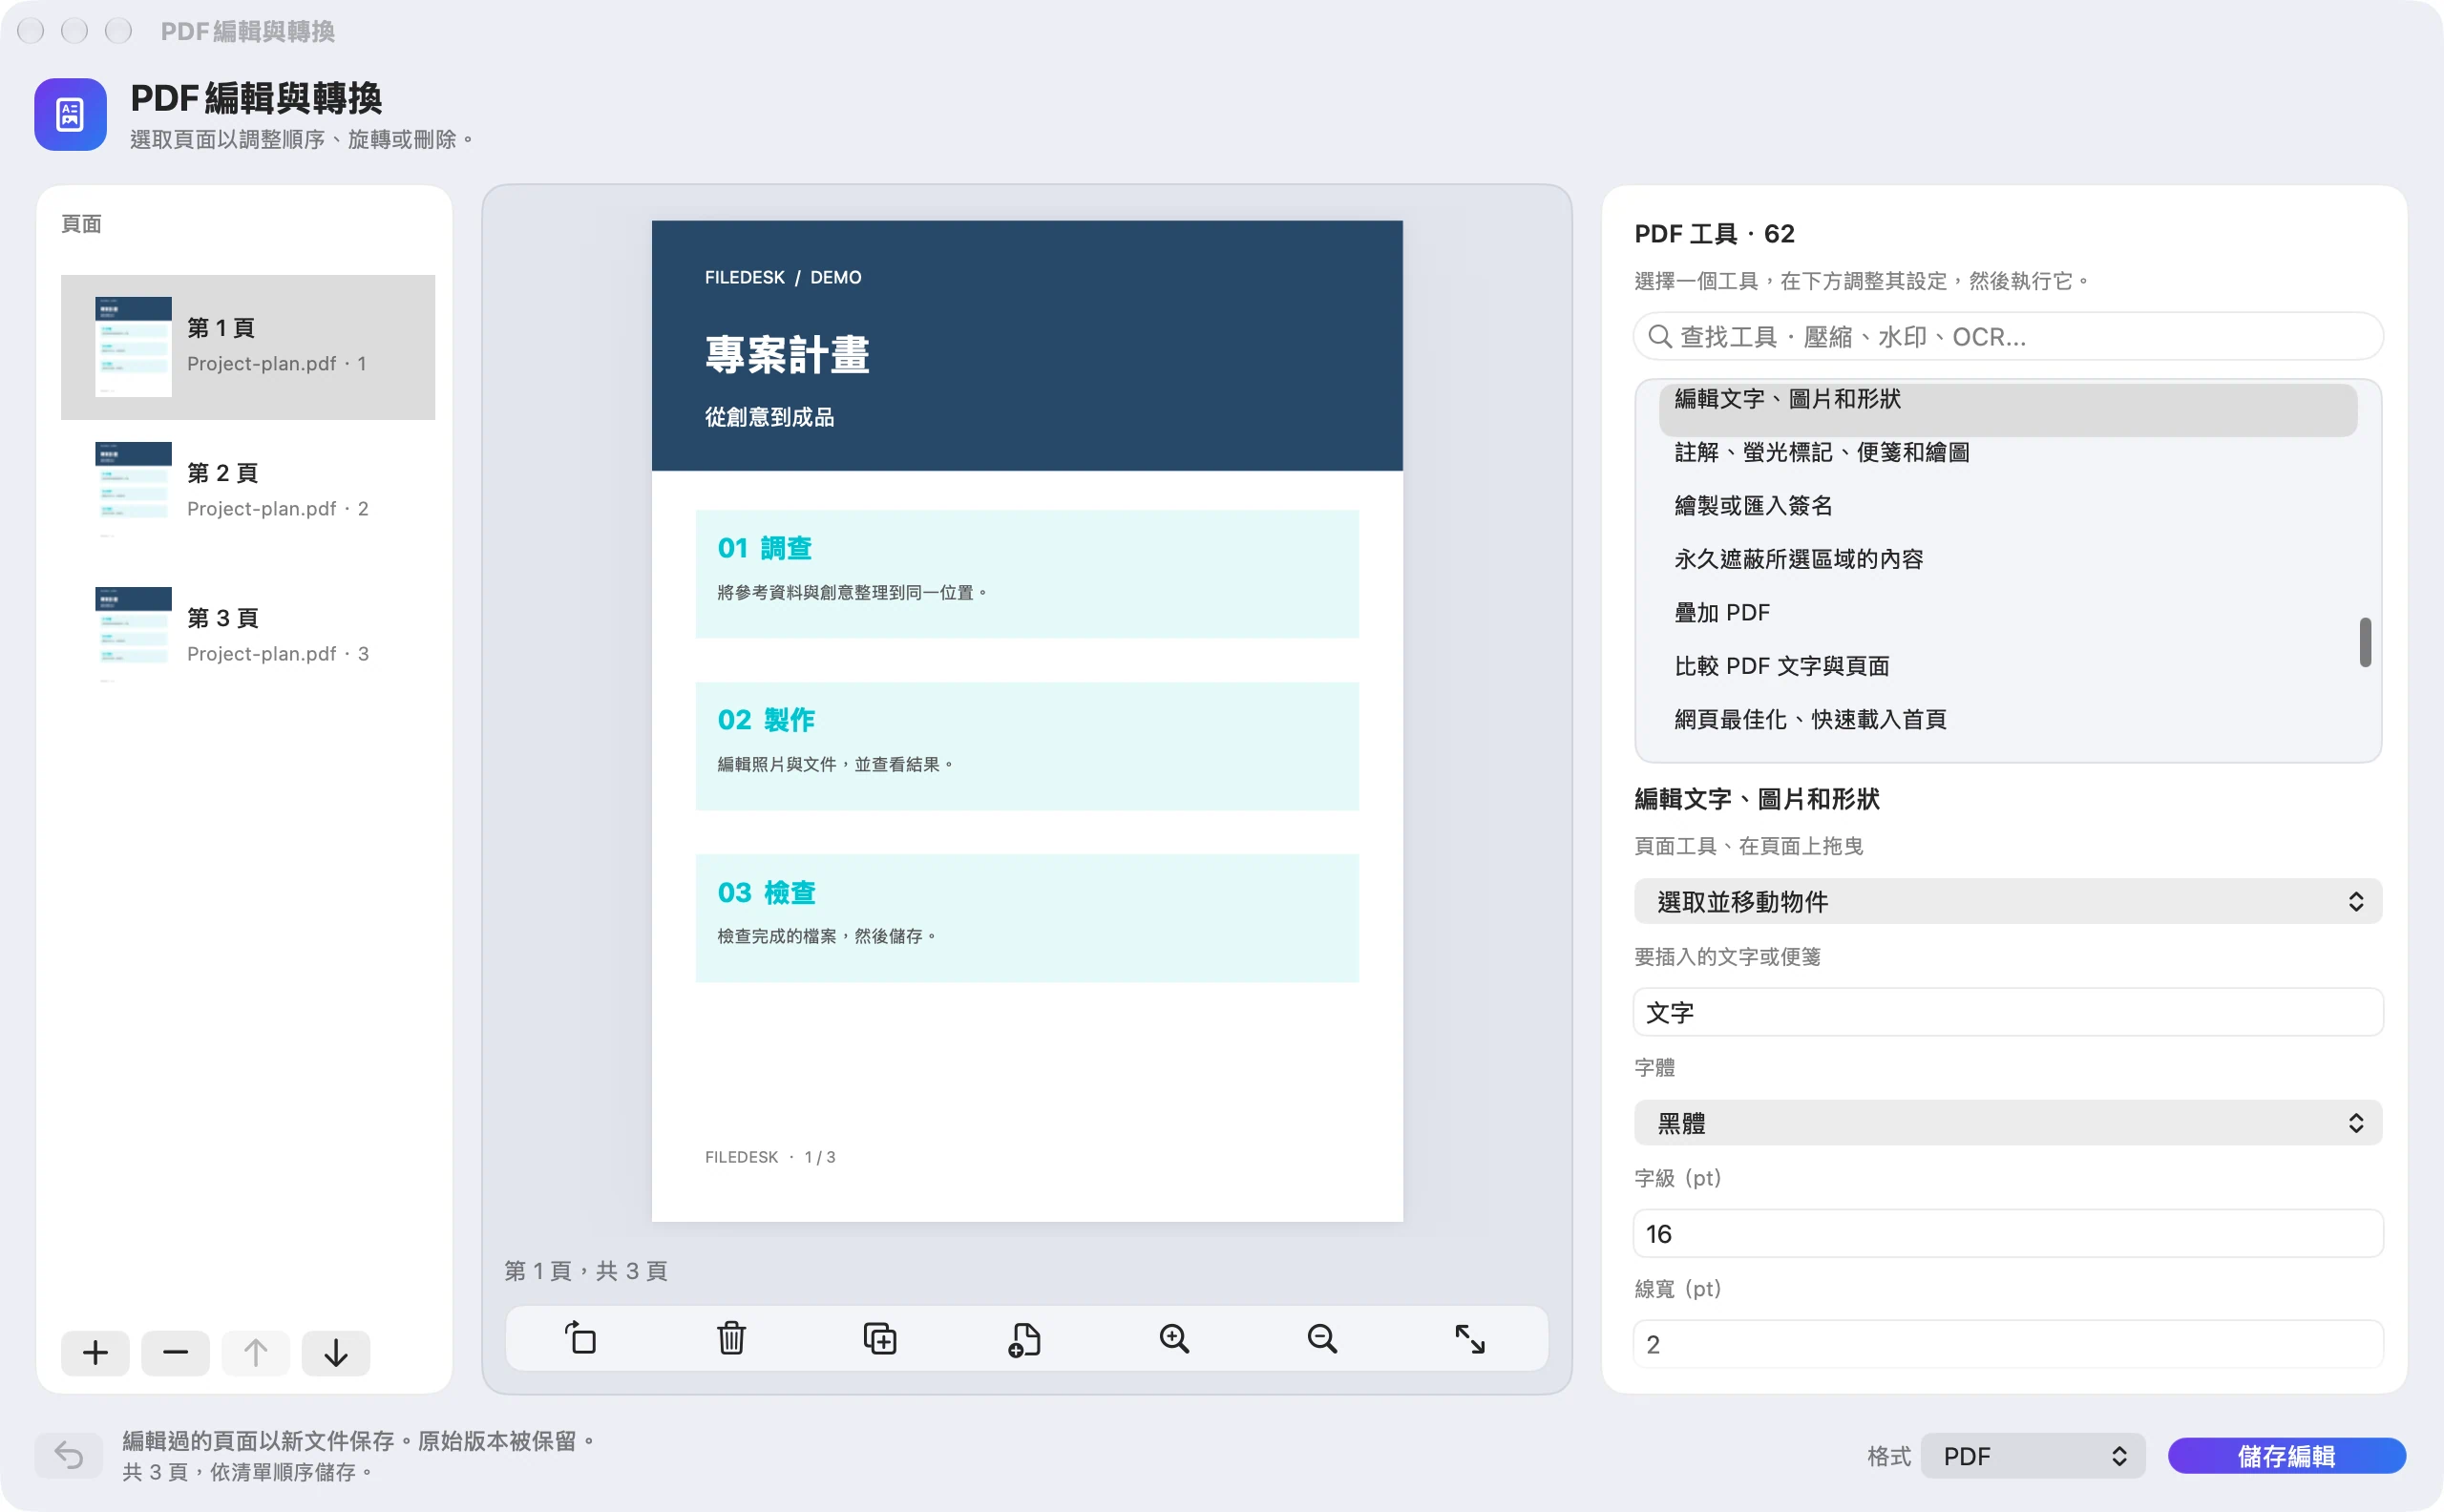 PDF編輯與轉換
PDF編輯與轉換
選取頁面以調整順序、旋轉或刪除。
頁面
第 1 頁
Project-plan.pdf · 1
第 2 頁
Project-plan.pdf · 2
第 3 頁
Project-plan.pdf · 3
FILEDESK / DEMO
專案計畫
從創意到成品
01 調查
將參考資料與創意整理到同一位置。
02 製作
編輯照片與文件，並查看結果。
03 檢查
檢查完成的檔案，然後儲存。
FILEDESK · 1 / 3
第 1 頁，共 3 頁
PDF 工具 · 62
選擇一個工具，在下方調整其設定，然後執行它。
查找工具 · 壓縮、水印、OCR...
編輯文字、圖片和形狀
註解、螢光標記、便箋和繪圖
繪製或匯入簽名
永久遮蔽所選區域的內容
疊加 PDF
比較 PDF 文字與頁面
網頁最佳化、快速載入首頁
編輯文字、圖片和形狀
頁面工具、在頁面上拖曳
選取並移動物件
要插入的文字或便箋
文字
字體
黑體
字級（pt）
16
線寬（pt）
2
編輯過的頁面以新文件保存。原始版本被保留。
共 3 頁，依清單順序儲存。
格式
PDF
儲存編輯